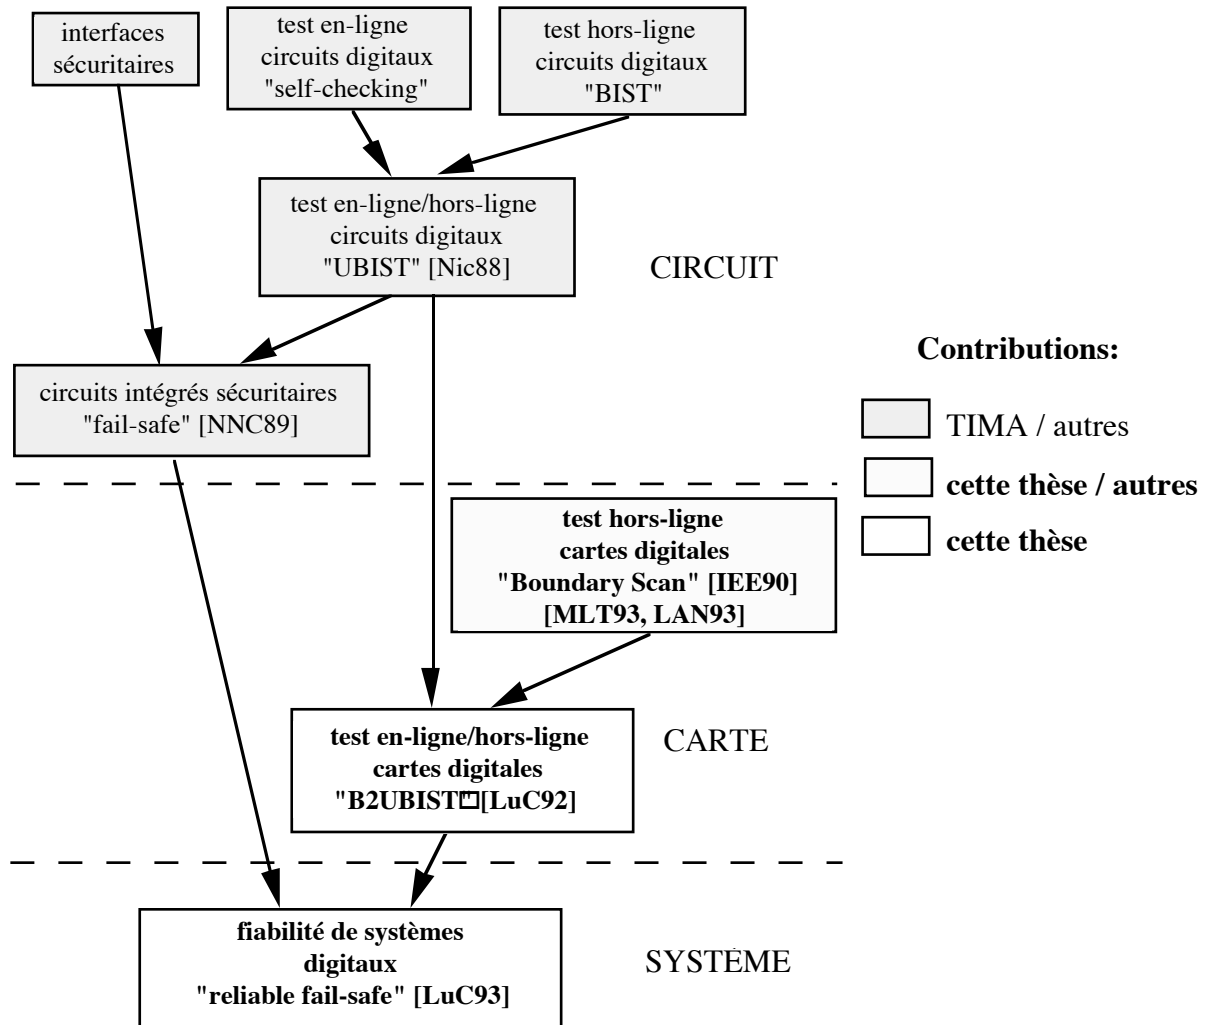 interfaces
sécuritaires
test en-ligne
circuits digitaux
"self-checking"
test hors-ligne
circuits digitaux
"BIST"
test en-ligne/hors-ligne
circuits digitaux
"UBIST" [Nic88]
CIRCUIT
circuits intégrés sécuritaires
"fail-safe" [NNC89]
Contributions:
TIMA / autres
cette thèse / autres
cette thèse
test hors-ligne
cartes digitales
"Boundary Scan" [IEE90]
[MLT93, LAN93]
test en-ligne/hors-ligne
cartes digitales
"B2UBIST"□[LuC92]
CARTE
fiabilité de systèmes
digitaux
"reliable fail-safe" [LuC93]
SYSTÈME